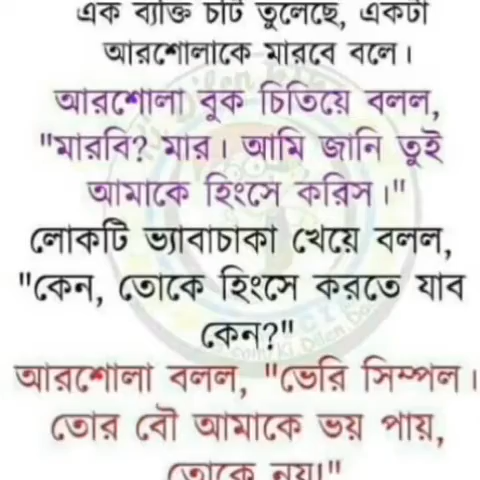 এক ব্যক্তি চটি তুলেছে, একটা
আরশোলাকে মারবে বলে।
আরশোলা বুক চিতিয়ে বলল,
"মারবি? মার। আমি জানি তুই
আমাকে হিংসে করিস।"
লোকটি ভ্যাবাচাকা খেয়ে বলল,
"কেন, তোকে হিংসে করতে যাব
কেন?"
আরশোলা বলল, "ভেরি সিম্পল।
তোর বৌ আমাকে ভয় পায়,
তোকে নয়।"